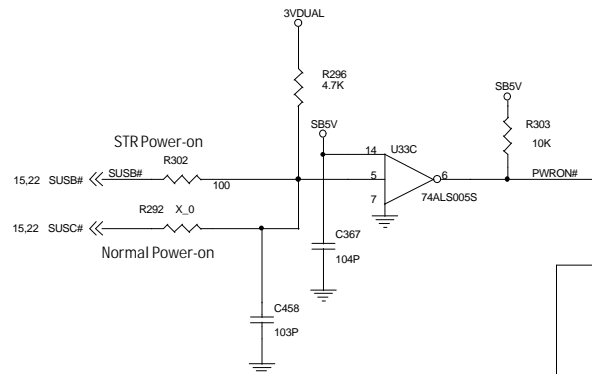 3VDUAL
R296
4.7K
SB5V
SB5V
R303
10K
STR Power-on
14
U33C
15,22 SUSB#
SUSB#
R302
100
5
6
PWRON#
7
74ALS005S
R292 X_0
15,22 SUSC#
Normal Power-on
C367
104P
C458
103P